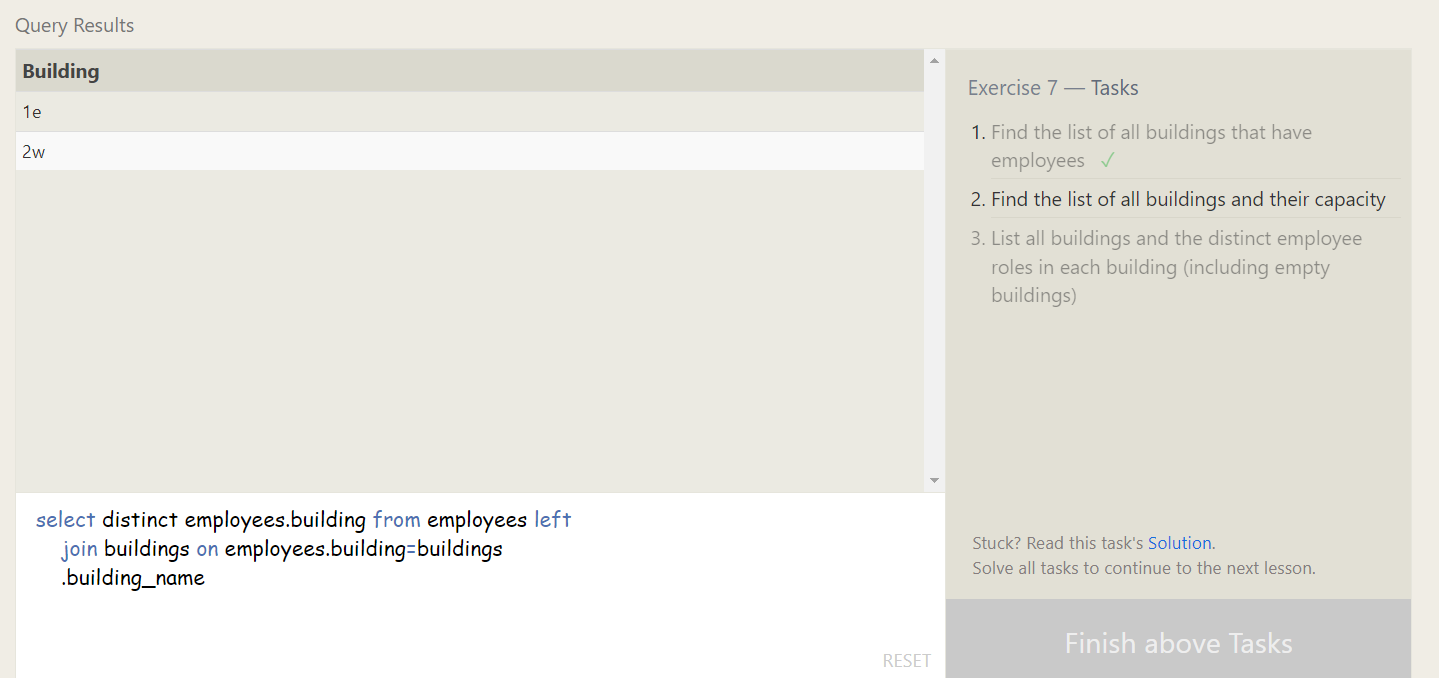 Query Results
Building
1e
2w
select distinct employees.building from employees left
join buildings on employees.building=buildings
.building_name
RESET
Exercise 7 — Tasks
1. Find the list of all buildings that have
employees ✓
2. Find the list of all buildings and their capacity
3. List all buildings and the distinct employee
roles in each building (including empty
buildings)
Stuck? Read this task's Solution.
Solve all tasks to continue to the next lesson.
Finish above Tasks